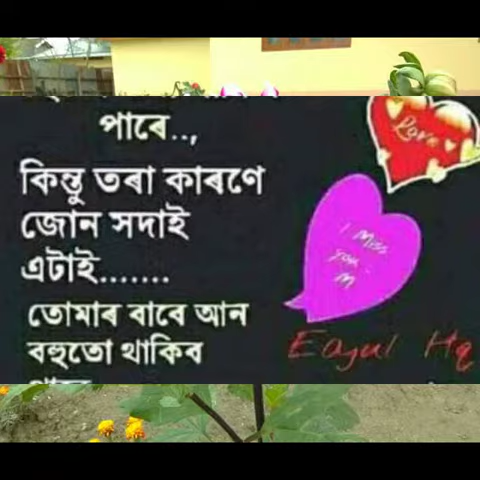 পাৰে..,
কিন্তু তৰা কাৰণে
জোন সদাই
এটাই.......
তোমাৰ বাবে আন
বহুতো থাকিব
Love
I Miss
you
m
Eajul Hq